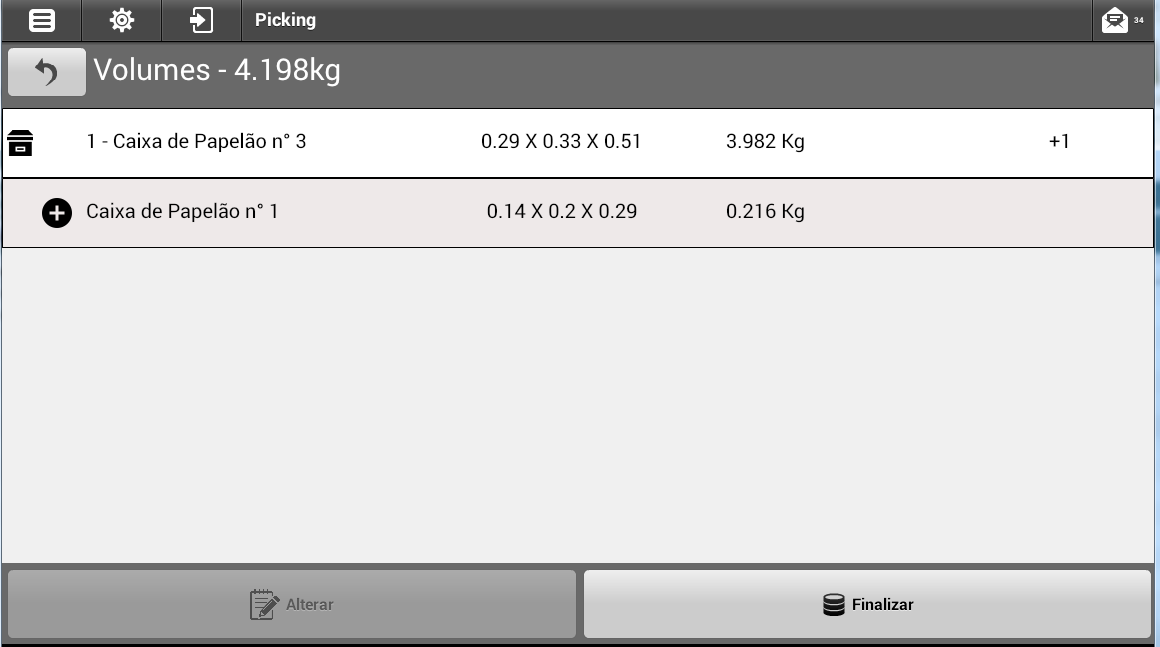 Picking
34
Volumes - 4.198kg
1 - Caixa de Papelão n° 3 0.29 X 0.33 X 0.51 3.982 Kg +1
Caixa de Papelão n° 1 0.14 X 0.2 X 0.29 0.216 Kg
Alterar
Finalizar